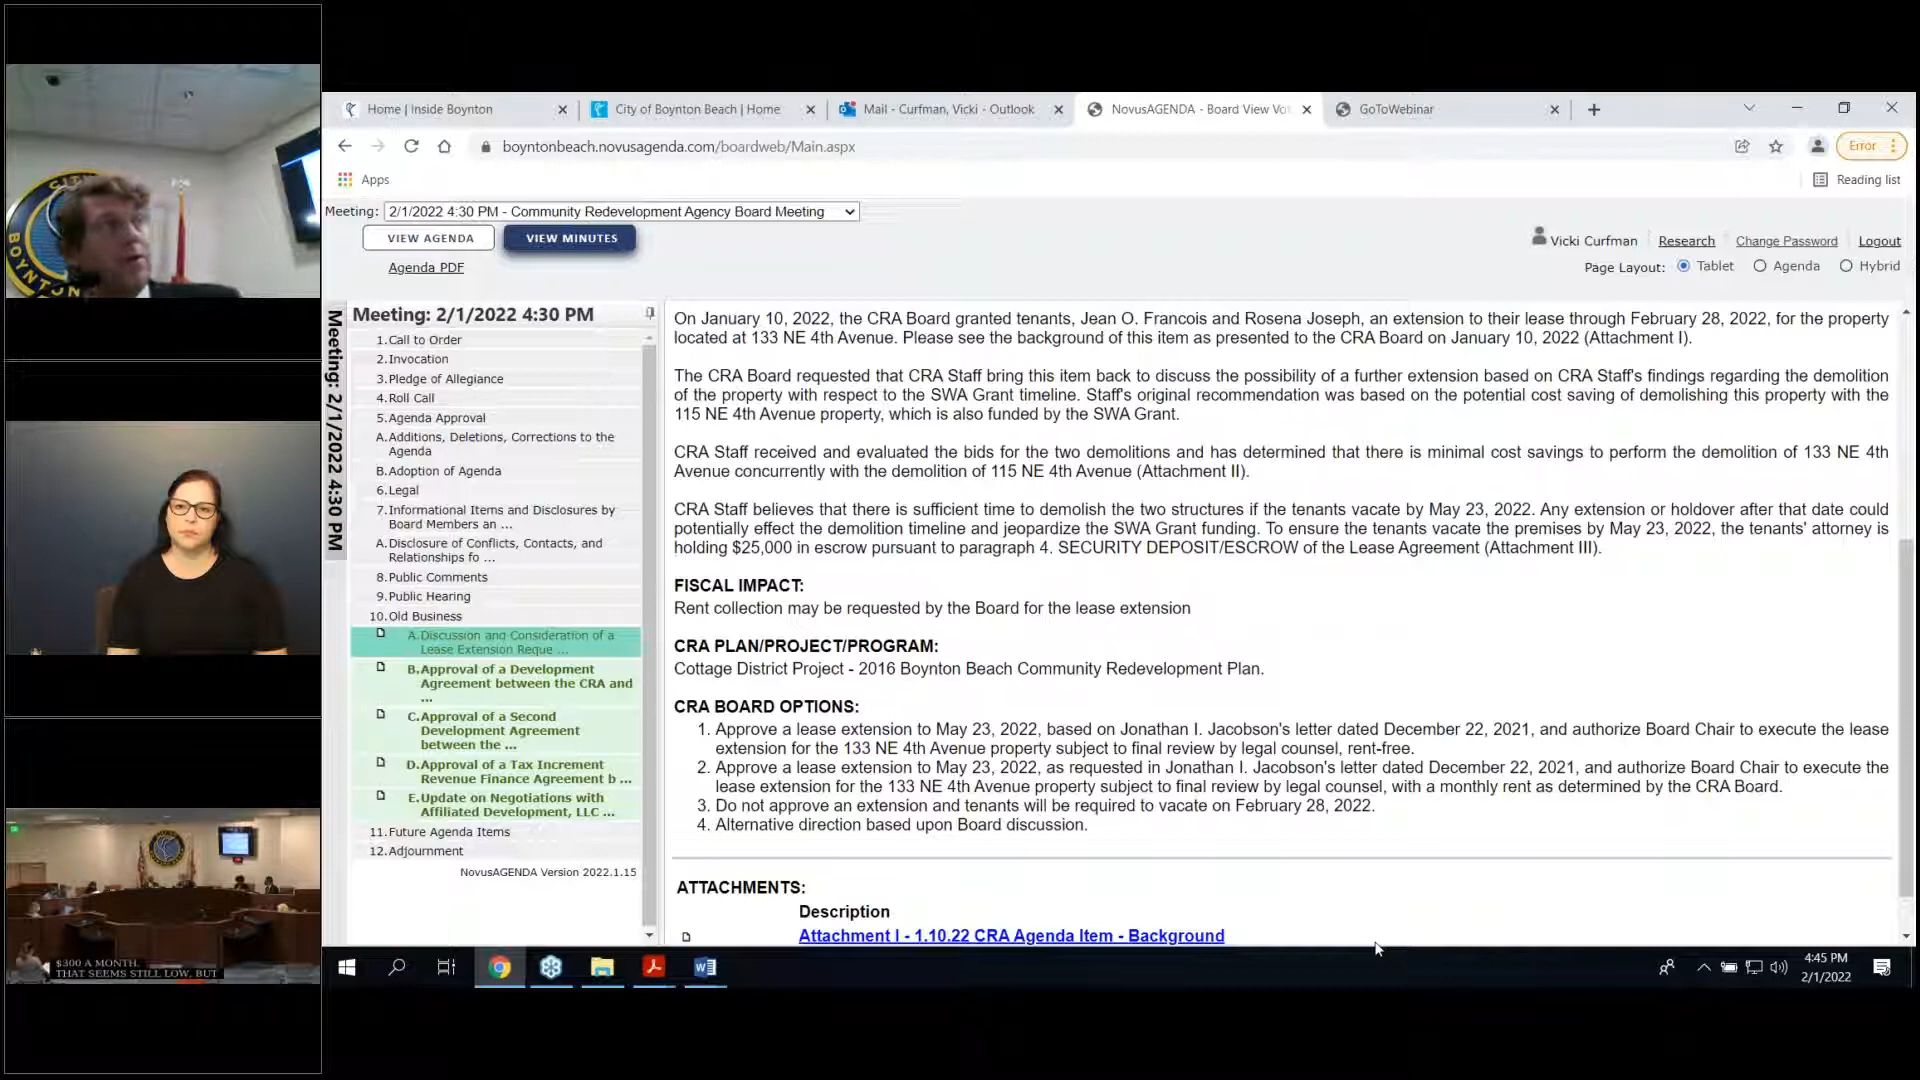 Home | Inside Boynton
City of Boynton Beach | Home
Mail - Curfman, Vicki - Outlook
NovusAGENDA - Board View Vot
GoToWebinar
boyntonbeach.novusagenda.com/boardweb/Main.aspx
Error
Apps
Reading list
Meeting: 2/1/2022 4:30 PM - Community Redevelopment Agency Board Meeting
VIEW AGENDA
VIEW MINUTES
Agenda PDF
Vicki Curfman
Research
Change Password
Logout
Page Layout: Tablet Agenda Hybrid
Meeting: 2/1/2022 4:30 PM
Meeting: 2/1/2022 4:30 PM
1.Call to Order
2.Invocation
3.Pledge of Allegiance
4.Roll Call
5.Agenda Approval
A.Additions, Deletions, Corrections to the
Agenda
B.Adoption of Agenda
6.Legal
7.Informational Items and Disclosures by
Board Members an ...
A.Disclosure of Conflicts, Contacts, and
Relationships fo ...
8.Public Comments
9.Public Hearing
10.Old Business
A.Discussion and Consideration of a
Lease Extension Reque ...
B.Approval of a Development
Agreement between the CRA and
...
C.Approval of a Second
Development Agreement
between the ...
D.Approval of a Tax Increment
Revenue Finance Agreement b ...
E.Update on Negotiations with
Affiliated Development, LLC ...
11.Future Agenda Items
12.Adjournment
NovusAGENDA Version 2022.1.15
On January 10, 2022, the CRA Board granted tenants, Jean O. Francois and Rosena Joseph, an extension to their lease through February 28, 2022, for the property
located at 133 NE 4th Avenue. Please see the background of this item as presented to the CRA Board on January 10, 2022 (Attachment I).
The CRA Board requested that CRA Staff bring this item back to discuss the possibility of a further extension based on CRA Staff's findings regarding the demolition
of the property with respect to the SWA Grant timeline. Staff's original recommendation was based on the potential cost saving of demolishing this property with the
115 NE 4th Avenue property, which is also funded by the SWA Grant.
CRA Staff received and evaluated the bids for the two demolitions and has determined that there is minimal cost savings to perform the demolition of 133 NE 4th
Avenue concurrently with the demolition of 115 NE 4th Avenue (Attachment II).
CRA Staff believes that there is sufficient time to demolish the two structures if the tenants vacate by May 23, 2022. Any extension or holdover after that date could
potentially effect the demolition timeline and jeopardize the SWA Grant funding. To ensure the tenants vacate the premises by May 23, 2022, the tenants' attorney is
holding $25,000 in escrow pursuant to paragraph 4. SECURITY DEPOSIT/ESCROW of the Lease Agreement (Attachment III).
FISCAL IMPACT:
Rent collection may be requested by the Board for the lease extension
CRA PLAN/PROJECT/PROGRAM:
Cottage District Project - 2016 Boynton Beach Community Redevelopment Plan.
CRA BOARD OPTIONS:
1. Approve a lease extension to May 23, 2022, based on Jonathan I. Jacobson's letter dated December 22, 2021, and authorize Board Chair to execute the lease
extension for the 133 NE 4th Avenue property subject to final review by legal counsel, rent-free.
2. Approve a lease extension to May 23, 2022, as requested in Jonathan I. Jacobson's letter dated December 22, 2021, and authorize Board Chair to execute the
lease extension for the 133 NE 4th Avenue property subject to final review by legal counsel, with a monthly rent as determined by the CRA Board.
3. Do not approve an extension and tenants will be required to vacate on February 28, 2022.
4. Alternative direction based upon Board discussion.
ATTACHMENTS:
Description
Attachment I - 1.10.22 CRA Agenda Item - Background
4:45 PM
2/1/2022
CITY
BOYNTON
$300 A MONTH.
THAT SEEMS STILL LOW, BUT